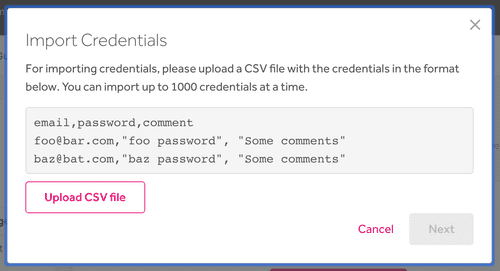 Import Credentials
For importing credentials, please upload a CSV file with the credentials in the format
below. You can import up to 1000 credentials at a time.
email,password,comment
foo@bar.com,"foo password", "Some comments"
baz@bat.com,"baz password", "Some comments"
Upload CSV file
Cancel
Next